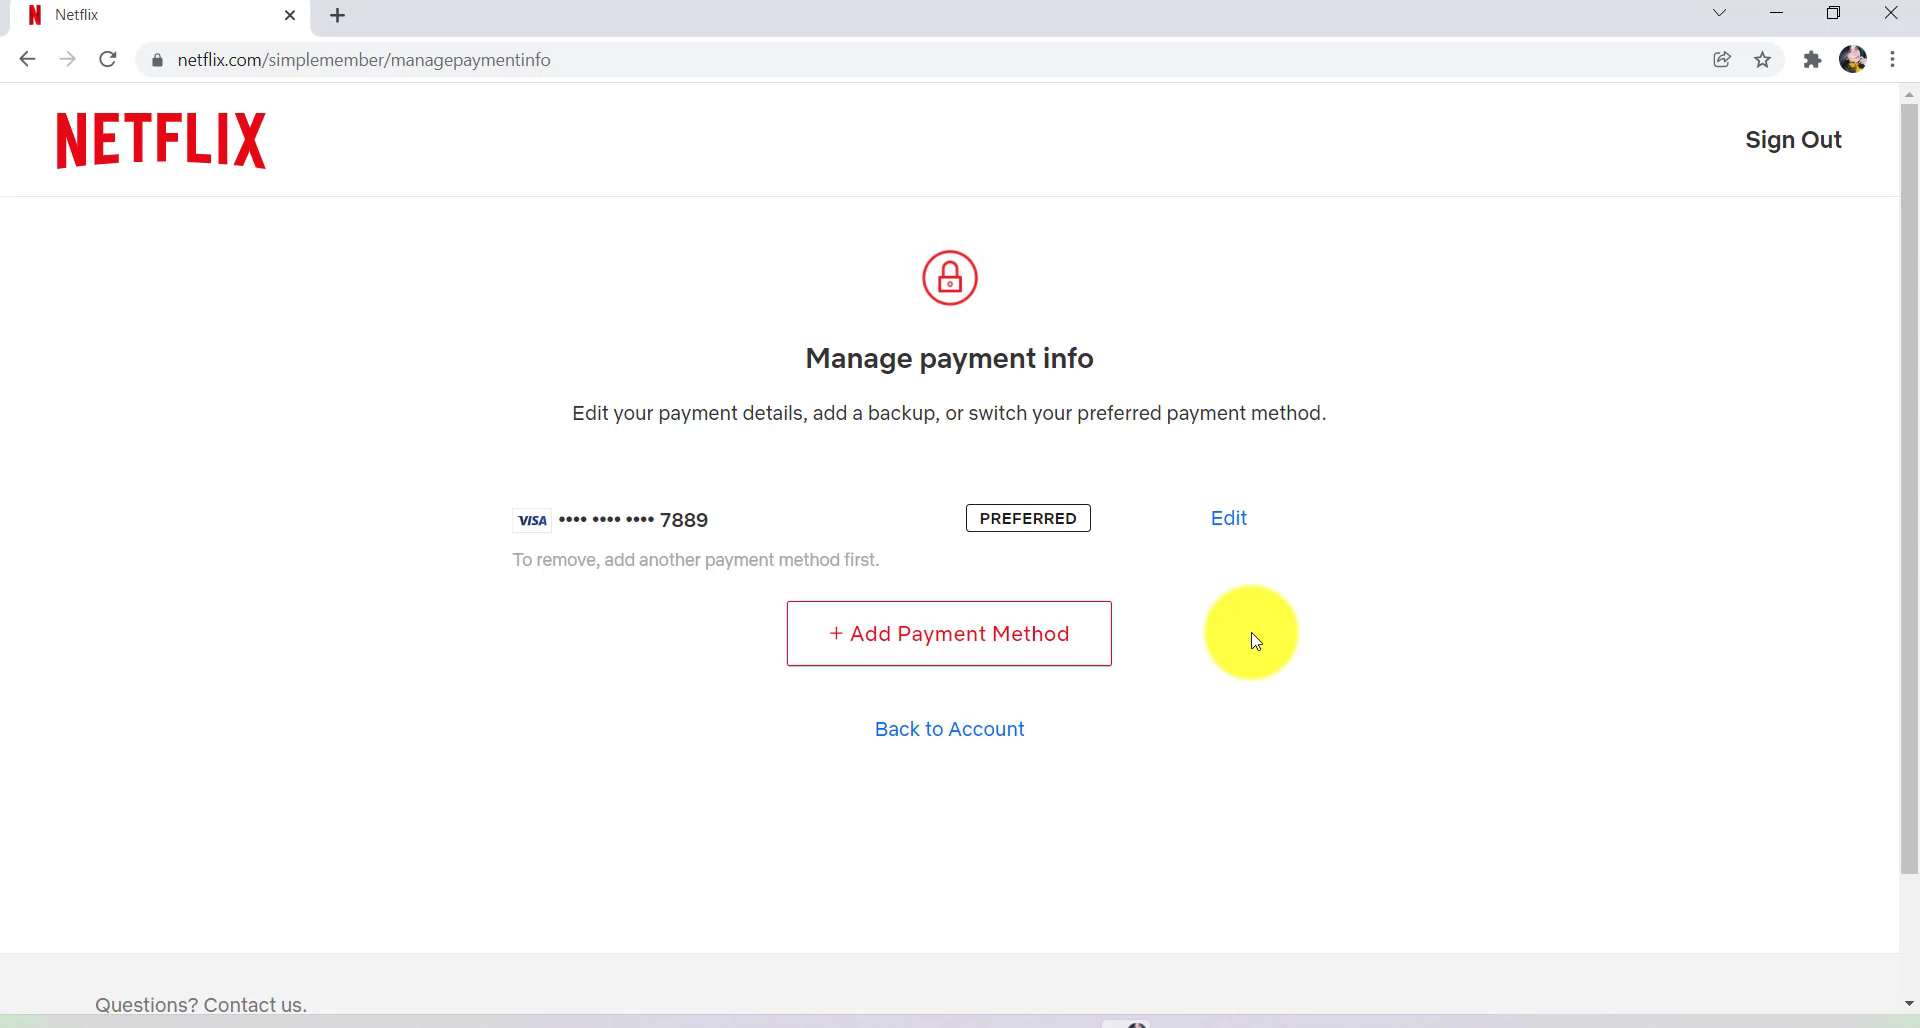 Netflix
netflix.com/simplemember/managepaymentinfo
NETFLIX
Sign Out
Manage payment info
Edit your payment details, add a backup, or switch your preferred payment method.
VISA •••• •••• •••• 7889 PREFERRED Edit
To remove, add another payment method first.
+ Add Payment Method
Back to Account
Questions? Contact us.